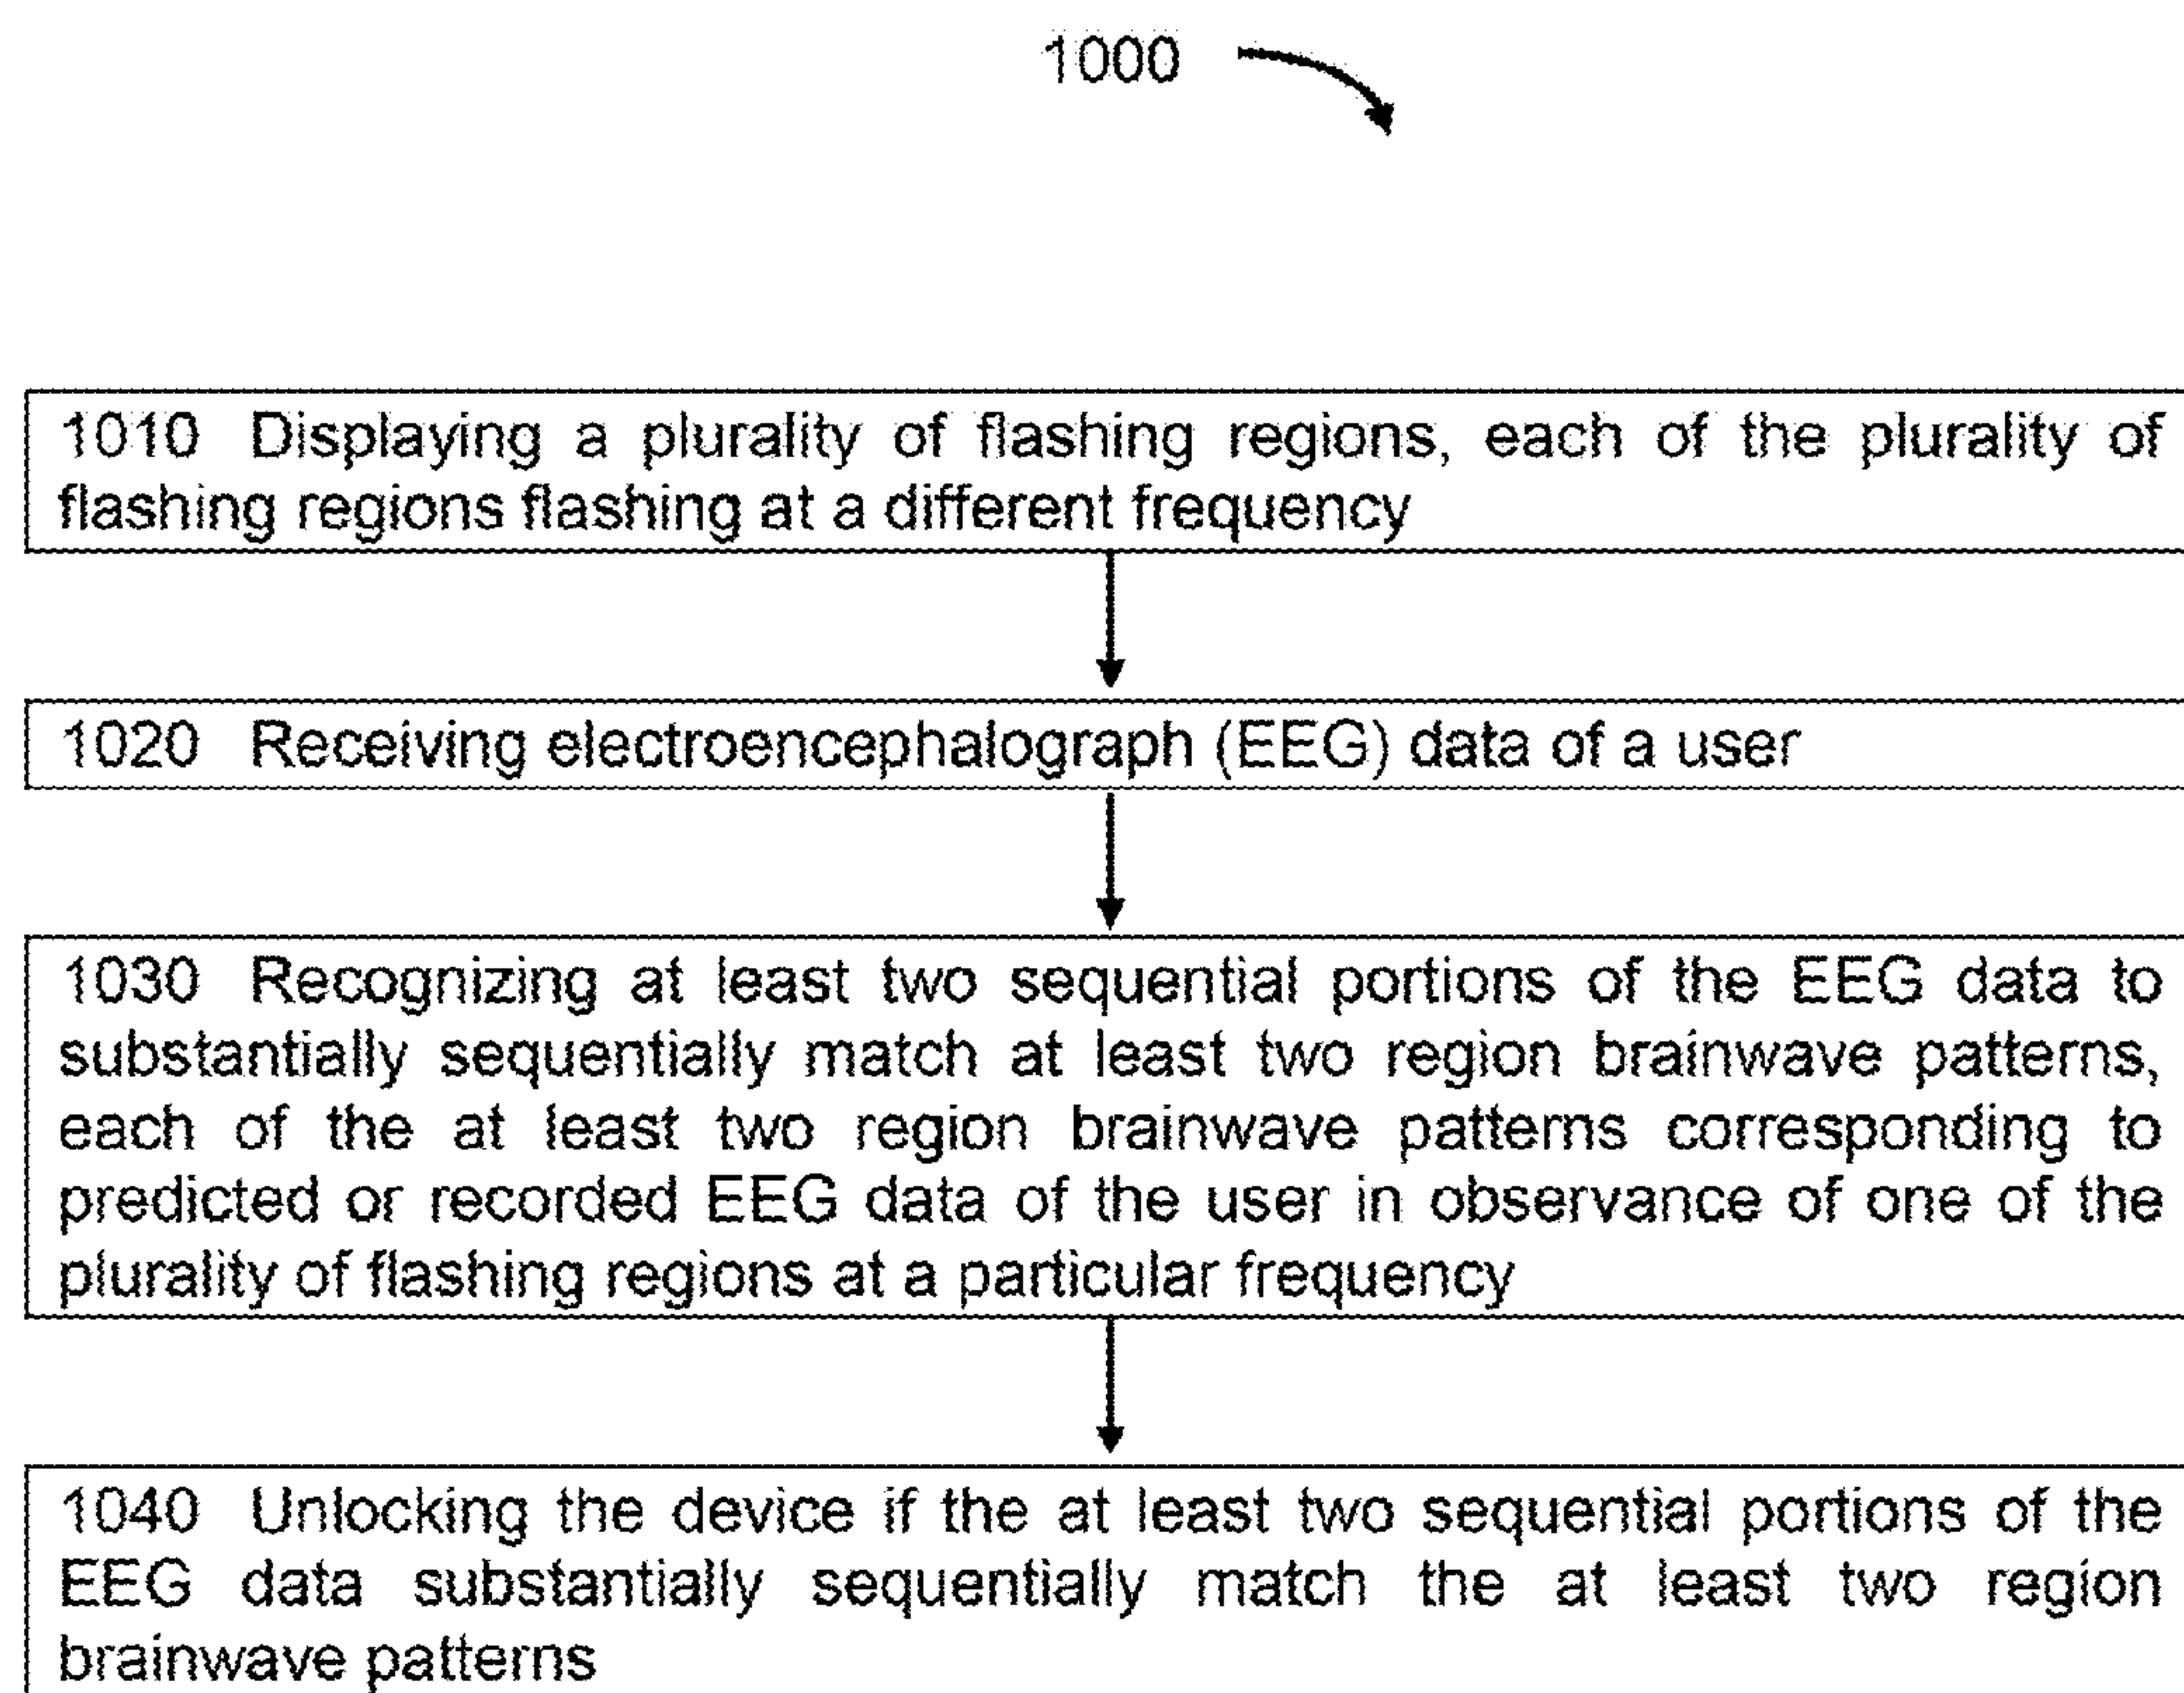 1000
1010 Displaying a plurality of flashing regions, each of the plurality of
flashing regions flashing at a different frequency
1020 Receiving electroencephalograph (EEG) data of a user
1030 Recognizing at least two sequential portions of the EEG data to
substantially sequentially match at least two region brainwave patterns,
each of the at least two region brainwave patterns corresponding to
predicted or recorded EEG data of the user in observance of one of the
plurality of flashing regions at a particular frequency
1040 Unlocking the device if the at least two sequential portions of the
EEG data substantially sequentially match the at least two region
brainwave patterns